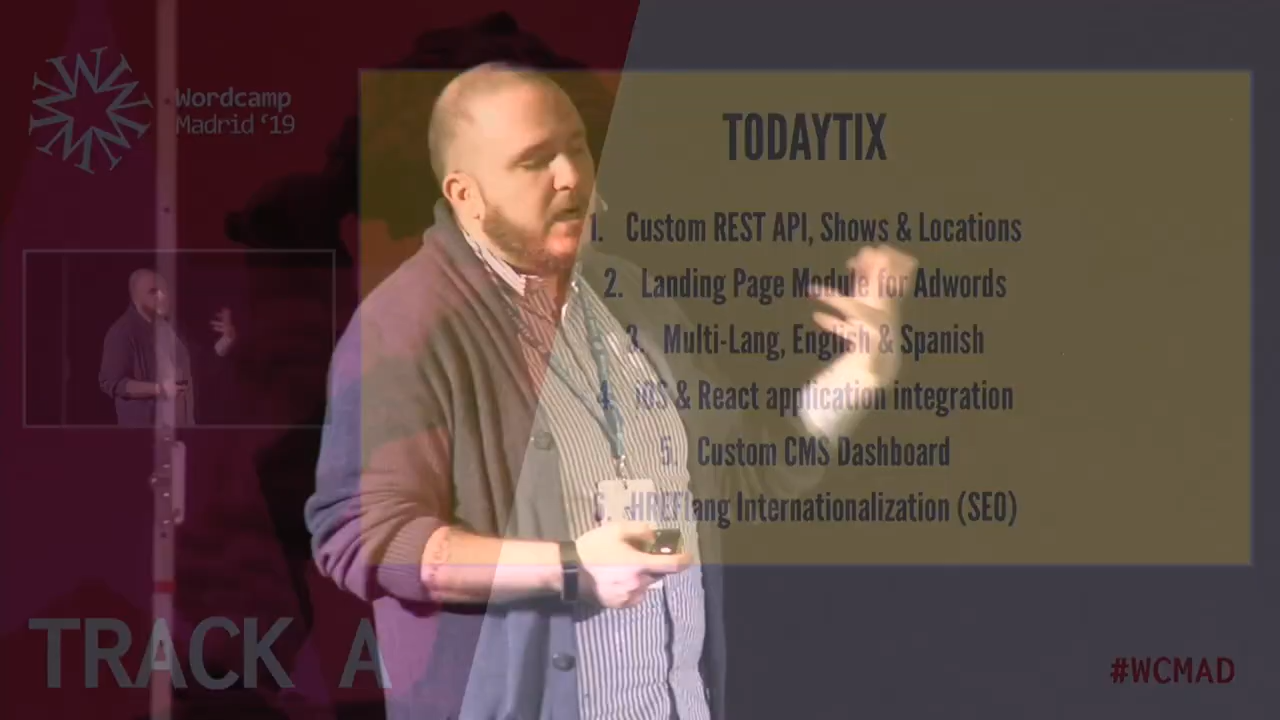 Wordcamp
Madrid ‘19
TODAYTIX
1. Custom REST API, Shows & Locations
2. Landing Page Module for Adwords
3. Multi-Lang, English & Spanish
4. iOS & React application integration
5. Custom CMS Dashboard
6. HREFlang Internationalization (SEO)
TRACK A
#WCMAD